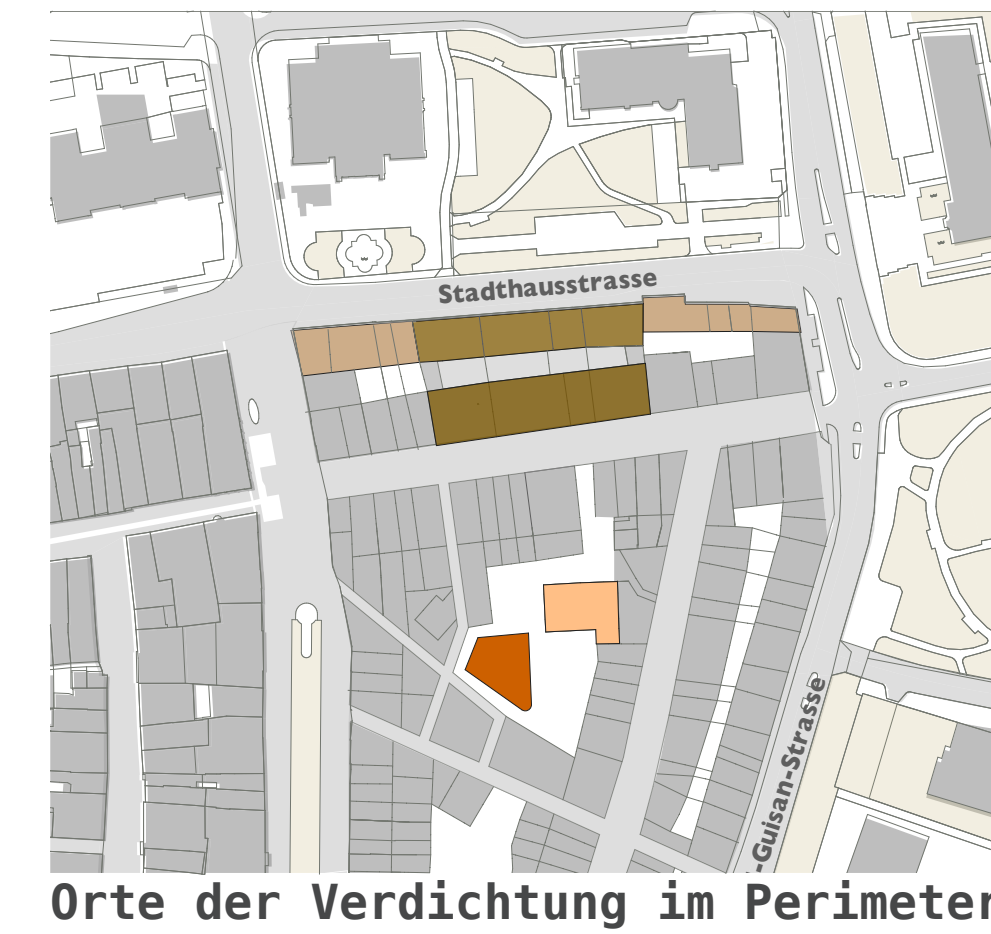 Stadthausstrasse
-Guisan-Strasse
Orte der Verdichtung im Perimeter